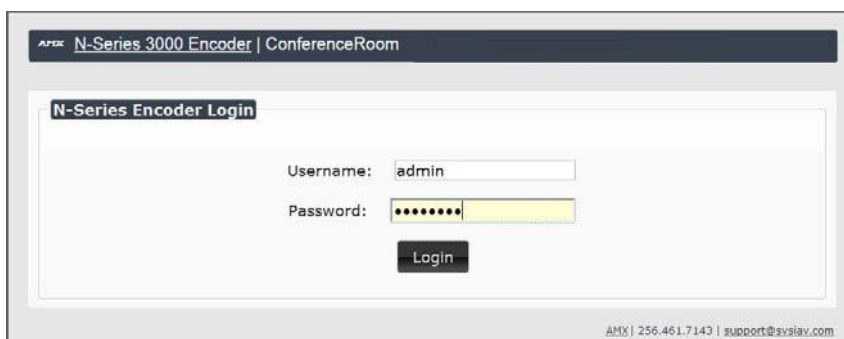 AMX N-Series 3000 Encoder | ConferenceRoom
N-Series Encoder Login
Username: admin
Password: ••••••••
Login
AMX | 256.461.7143 | support@svsiav.com